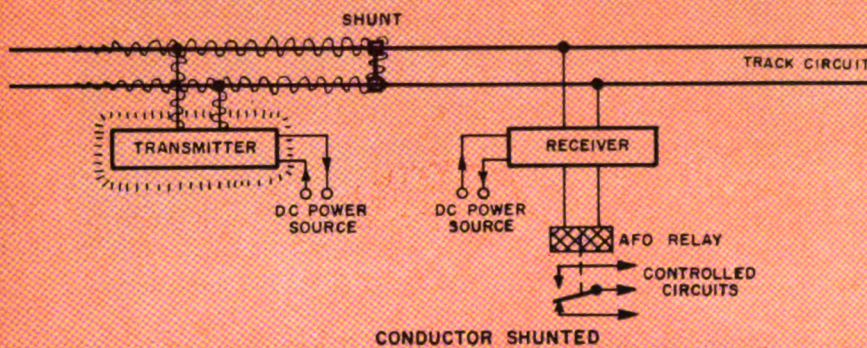 SHUNT
TRACK CIRCUIT
TRANSMITTER
RECEIVER
DC POWER
SOURCE
DC POWER
SOURCE
AFO RELAY
CONTROLLED
CIRCUITS
CONDUCTOR SHUNTED